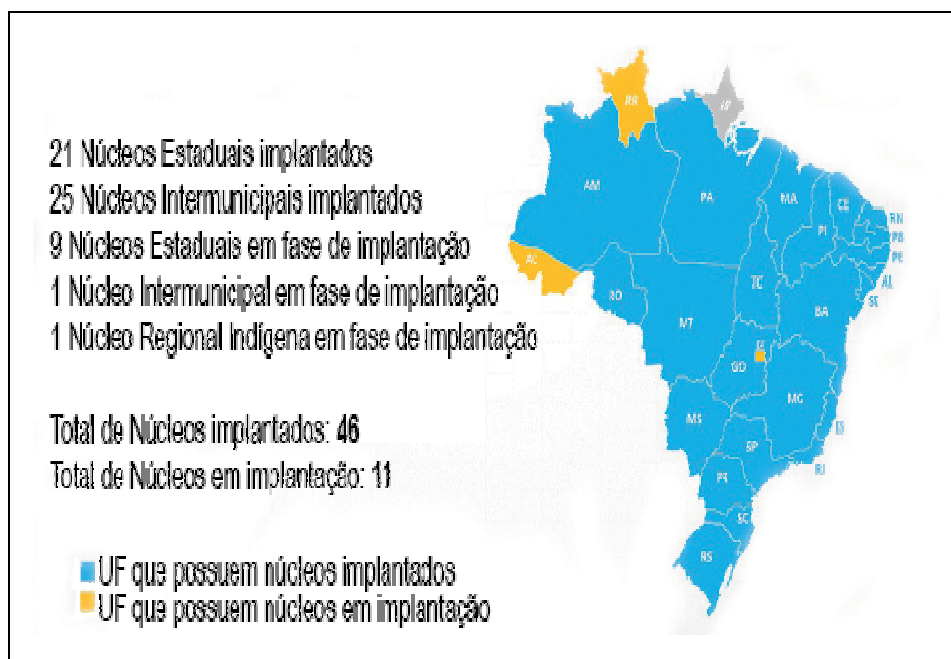 21 Núcleos Estaduais implantados
25 Núcleos Intermunicipais implantados
9 Núcleos Estaduais em fase de implantação
1 Núcleo Intermunicipal em fase de implantação
1 Núcleo Regional Indígena em fase de implantação
Total de Núcleos implantados: 46
Total de Núcleos em implantação: 11
UF que possuem núcleos implantados
UF que possuem núcleos em implantação
RR
AP
AM
PA
MA
CE
RN
PI
PB
PE
AC
AL
RO
TO
SE
BA
MT
GO
MG
MS
ES
SP
RJ
PR
SC
RS